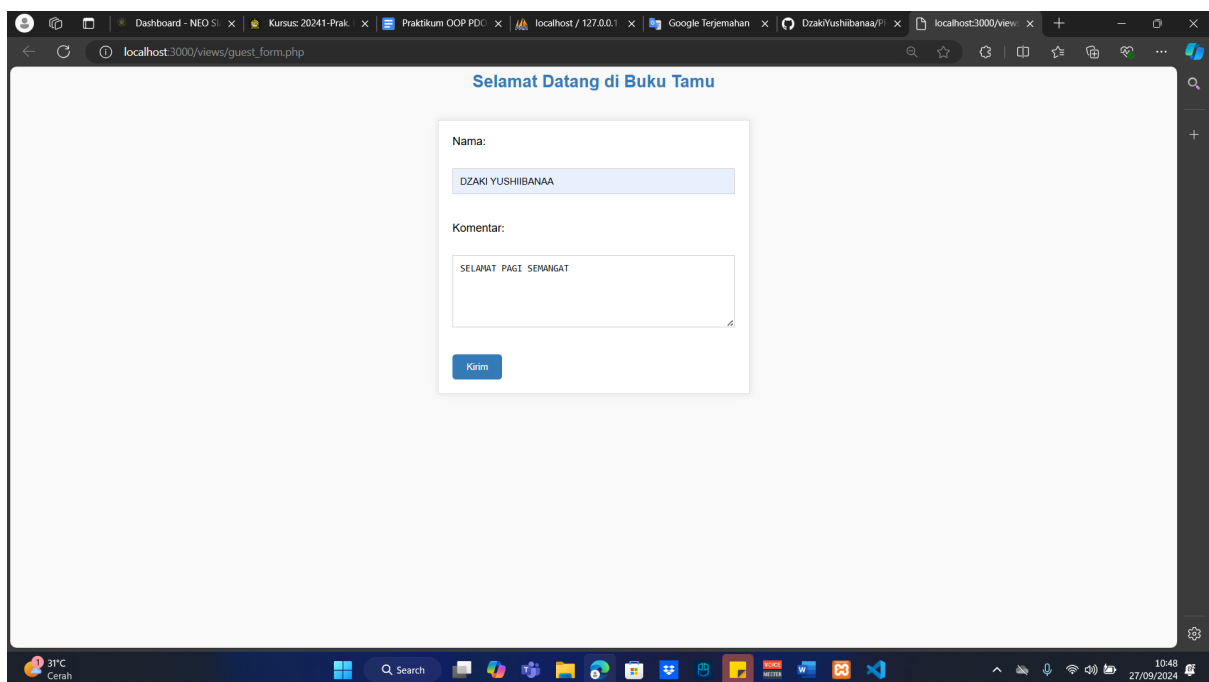 Dashboard - NEO Si
Kursus: 20241-Prak.
Praktikum OOP PDO
localhost / 127.0.0.1
Google Terjemahan
DzakiYushiibanaa/P
localhost:3000/view
localhost:3000/views/guest_form.php
Selamat Datang di Buku Tamu
Nama:
DZAKI YUSHIIBANAA
Komentar:
SELAMAT PAGI SEMANGAT
Kirim
1
31°C
Cerah
Search
VOICE
W
10:48
27/09/2024